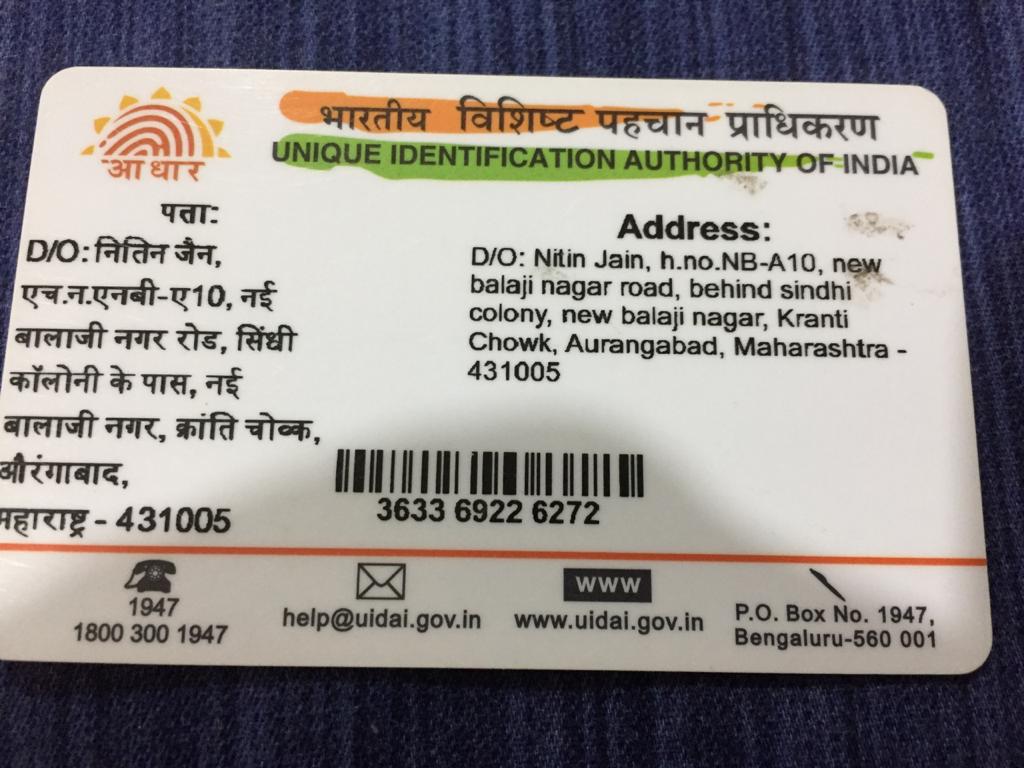 भारतीय विशिष्ट पहचान प्राधिकरण
UNIQUE IDENTIFICATION AUTHORITY OF INDIA
आधार
पता:
D/O: नितिन जैन,
एच.न.एनबी-ए10, नई
बालाजी नगर रोड, सिंधी
कॉलोनी के पास, नई
बालाजी नगर, क्रांति चोव्क,
औरंगाबाद,
महाराष्ट्र - 431005
Address:
D/O: Nitin Jain, h.no.NB-A10, new
balaji nagar road, behind sindhi
colony, new balaji nagar, Kranti
Chowk, Aurangabad, Maharashtra -
431005
3633 6922 6272
1947
1800 300 1947
help@uidai.gov.in
www
www.uidai.gov.in
P.O. Box No. 1947,
Bengaluru-560 001